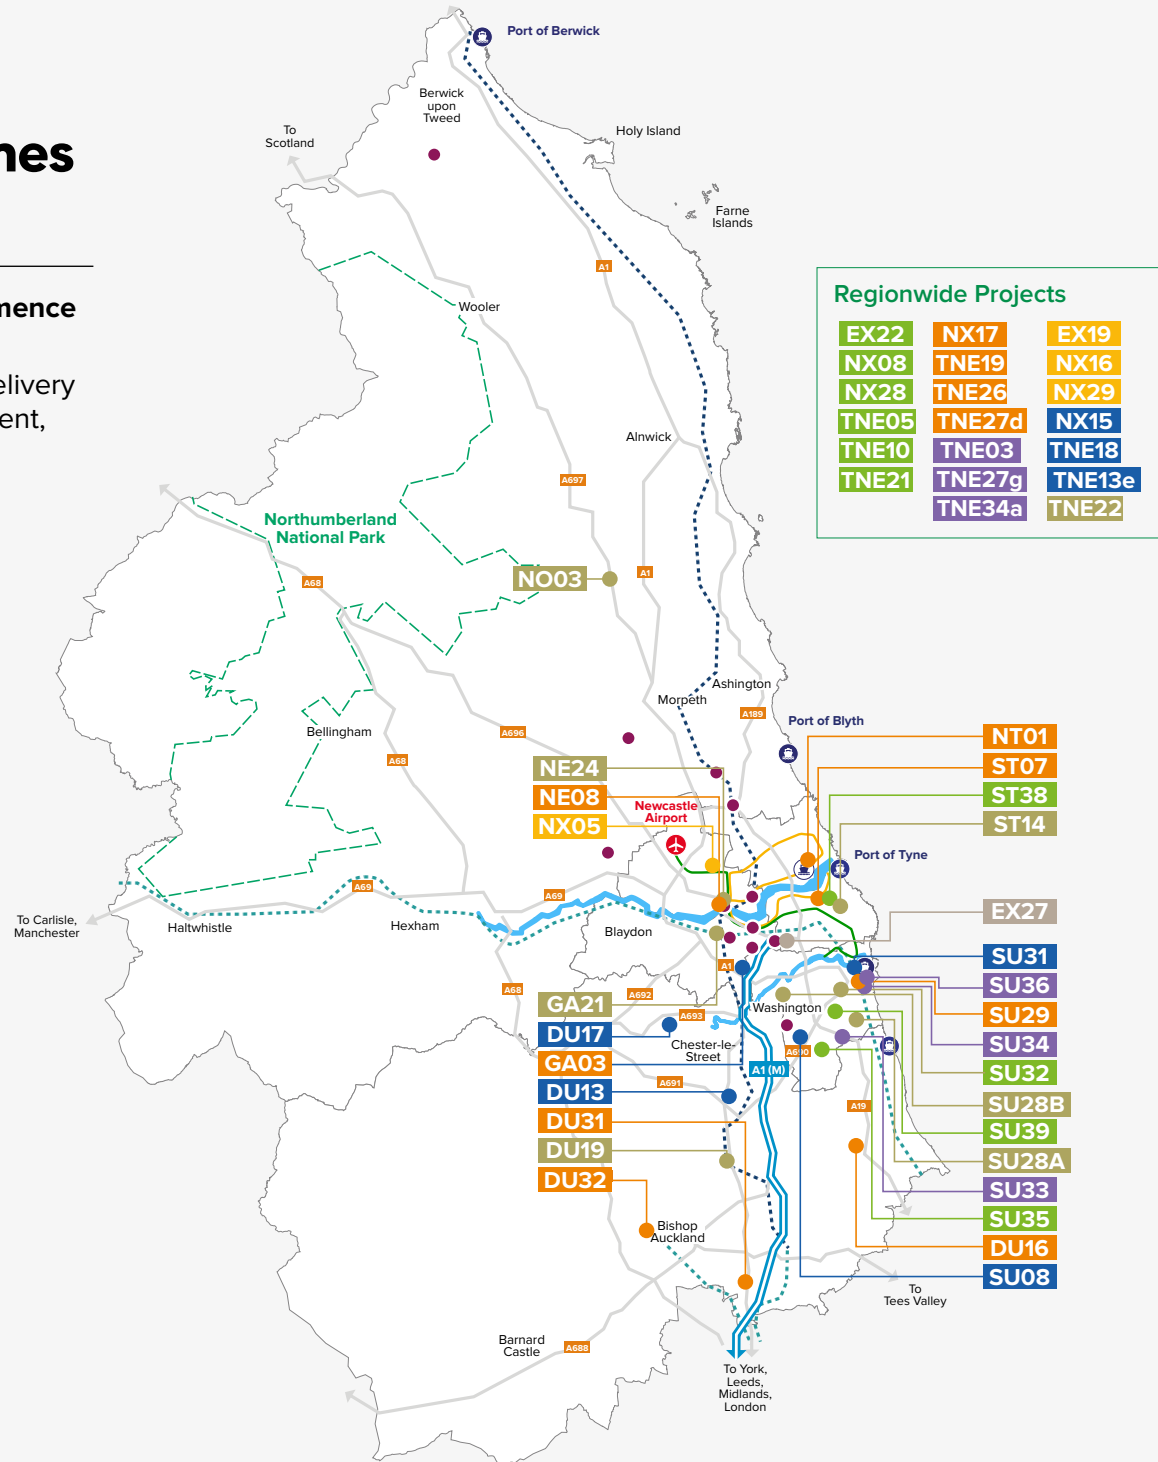 nes
nence
elivery
ent,
Port of Berwick
Berwick
upon
Tweed
To
Scotland
Holy Island
Farne
Islands
A1
Wooler
Regionwide Projects
EX22
NX17
EX19
NX08
TNE19
NX16
NX28
TNE26
NX29
TNE05
TNE27d
NX15
TNE10
TNE03
TNE18
TNE21
TNE27g
TNE13e
TNE34a
TNE22
Alnwick
A697
Northumberland
National Park
A68
NO03
A1
Ashington
Morpeth
A189
Port of Blyth
Bellingham
A696
A68
NT01
ST07
ST38
ST14
NE24
NE08
NX05
Newcastle
Airport
Port of Tyne
A69
A69
To Carlisle,
Manchester
Haltwhistle
Hexham
Blaydon
EX27
A1
A68
A692
A693
Washington
Chester-le-
Street
A690
A1 (M)
A691
A19
GA21
DU17
GA03
DU13
DU31
DU19
DU32
SU31
SU36
SU29
SU34
SU32
SU28B
SU39
SU28A
SU33
SU35
DU16
SU08
Bishop
Auckland
To
Tees Valley
Barnard
Castle
A688
To York,
Leeds,
Midlands,
London